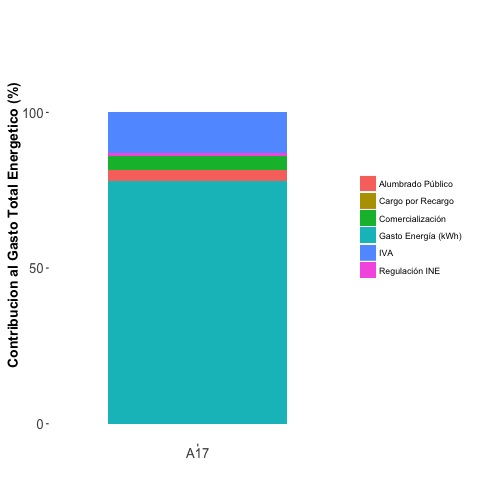 Contribucion al Gasto Total Energetico (%)
100
50
0
A17
Alumbrado Público
Cargo por Recargo
Comercialización
Gasto Energía (kWh)
IVA
Regulación INE